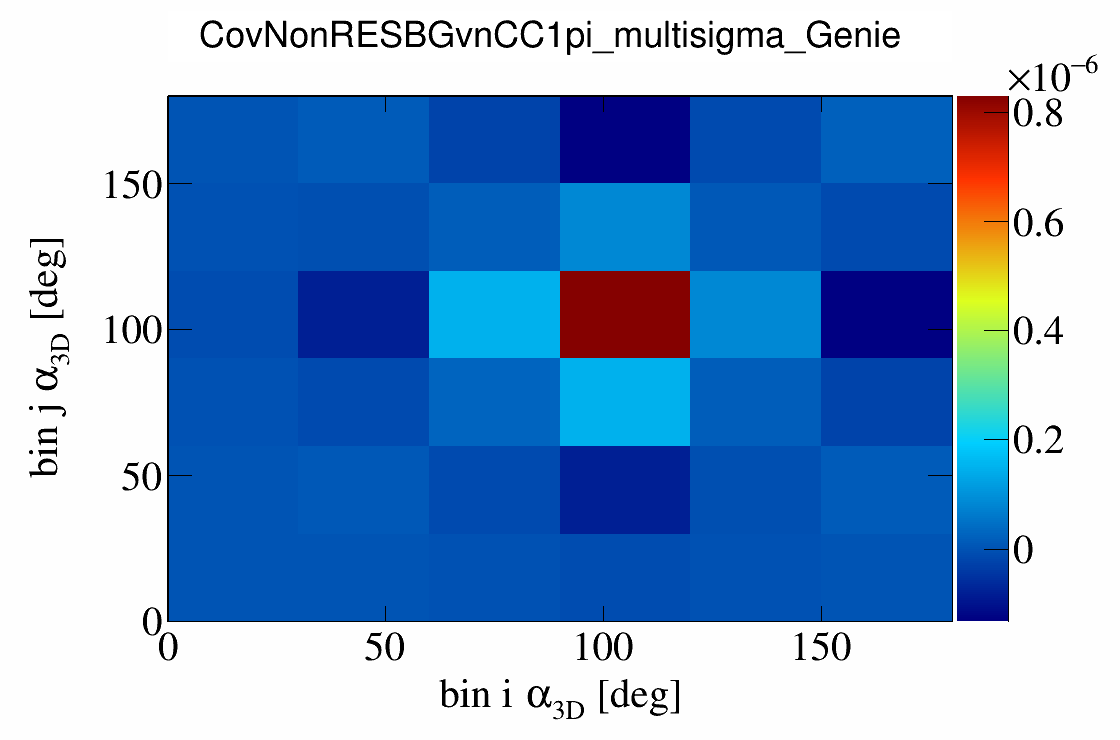 CovNonRESBGvnCC1pi_multisigma_Genie
×10⁻⁶
0.8
0.6
0.4
0.2
0
150
100
50
0
bin j α₃D [deg]
0 50 100 150
bin i α₃D [deg]